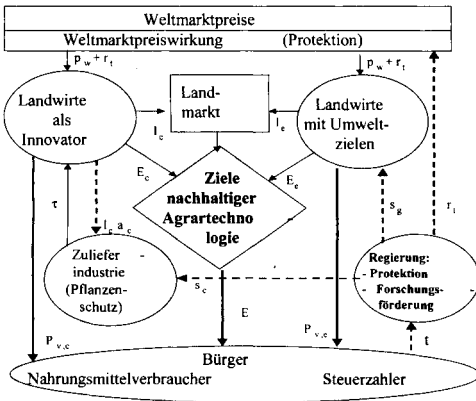 Weltmarktpreise
Weltmarktpreiswirkung (Protektion)
p_w + r_t
p_w + r_t
Landwirte
als
Innovator
Land-
markt
Landwirte
mit Umwelt-
zielen
l_c
l_e
E_c
E_e
Ziele
nachhaltiger
Agrartechno
logie
τ
l_c a_c
s_g
r_t
Zuliefer -
industrie
(Pflanzen-
schutz)
s_c
Regierung:
- Protektion
- Forschungs- -
förderung
E
P_v,c
P_v,e
t
Bürger
Nahrungsmittelverbraucher Steuerzahler